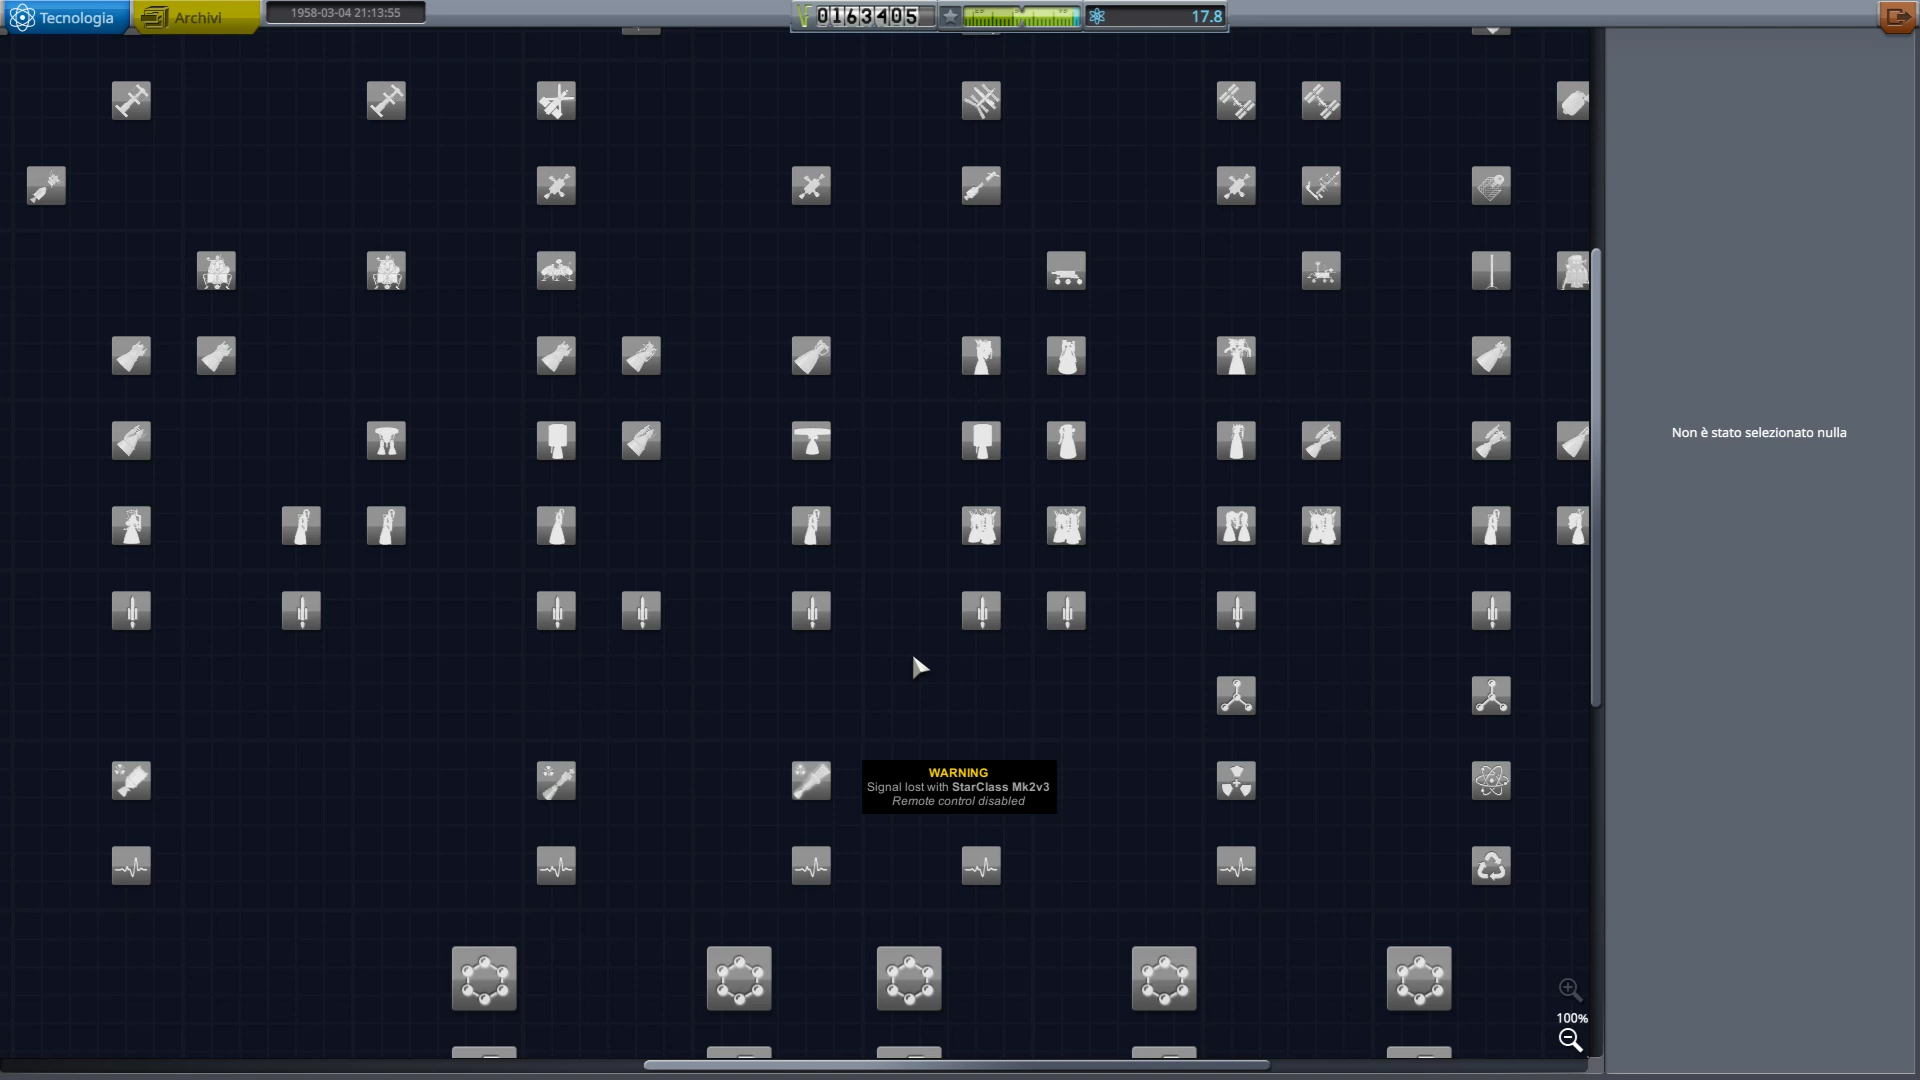 Tecnologia
Archivi
1958-03-04 21:13:55
0163405
17.8
Non è stato selezionato nulla
WARNING
Signal lost with StarClass Mk2v3
Remote control disabled
100%